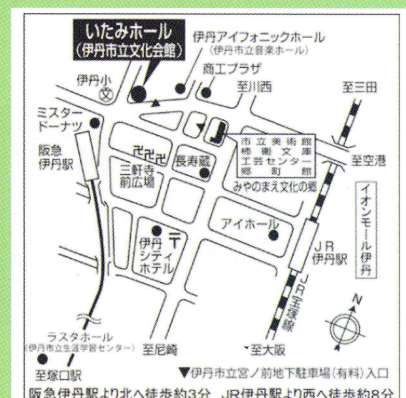 いたみホール
(伊丹市立文化会館)
伊丹アイフォニックホール
(伊丹市立音楽ホール)
伊丹小
文
商工プラザ
至川西
至三田
ミスター
ドーナツ
阪急
伊丹駅
卍卍卍
三軒寺
前広場
長寿蔵
市立美術館
柿衞文庫
工芸センター
郷町館
みやのまえ文化の郷
至空港
イオンモール伊丹
伊丹
シティ
ホテル
〒
アイホール
JR
伊丹駅
JR宝塚線
N
ラスタホール
(伊丹市立生涯学習センター)
至塚口駅
至尼崎
至大阪
▼伊丹市立宮ノ前地下駐車場(有料)入口
阪急伊丹駅より北へ徒歩約3分 JR伊丹駅より西へ徒歩約8分